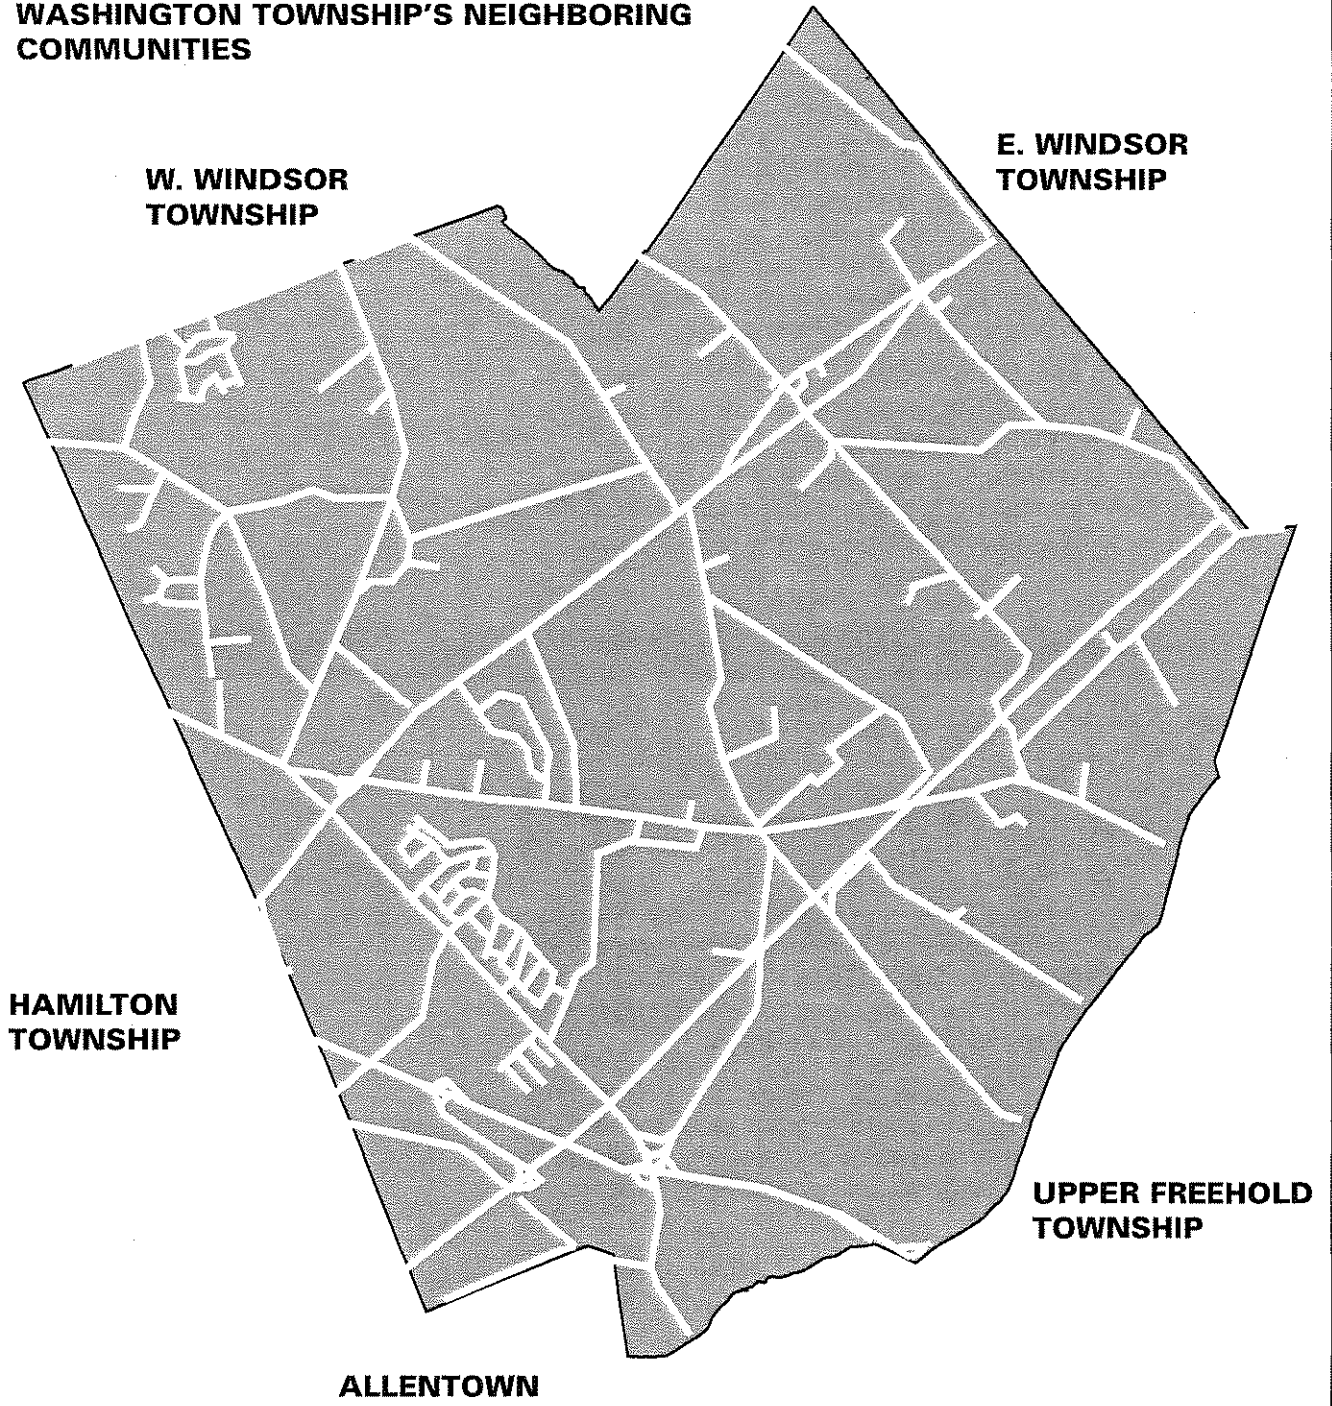 WASHINGTON TOWNSHIP'S NEIGHBORING
COMMUNITIES
E. WINDSOR
TOWNSHIP
W. WINDSOR
TOWNSHIP
HAMILTON
TOWNSHIP
UPPER FREEHOLD
TOWNSHIP
ALLENTOWN